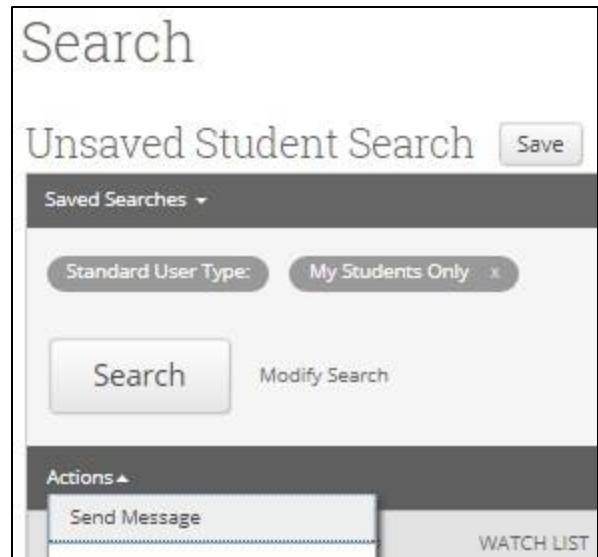 Search
Unsaved Student Search Save
Saved Searches
Standard User Type: My Students Only x
Search Modify Search
Actions
Send Message
WATCH LIST